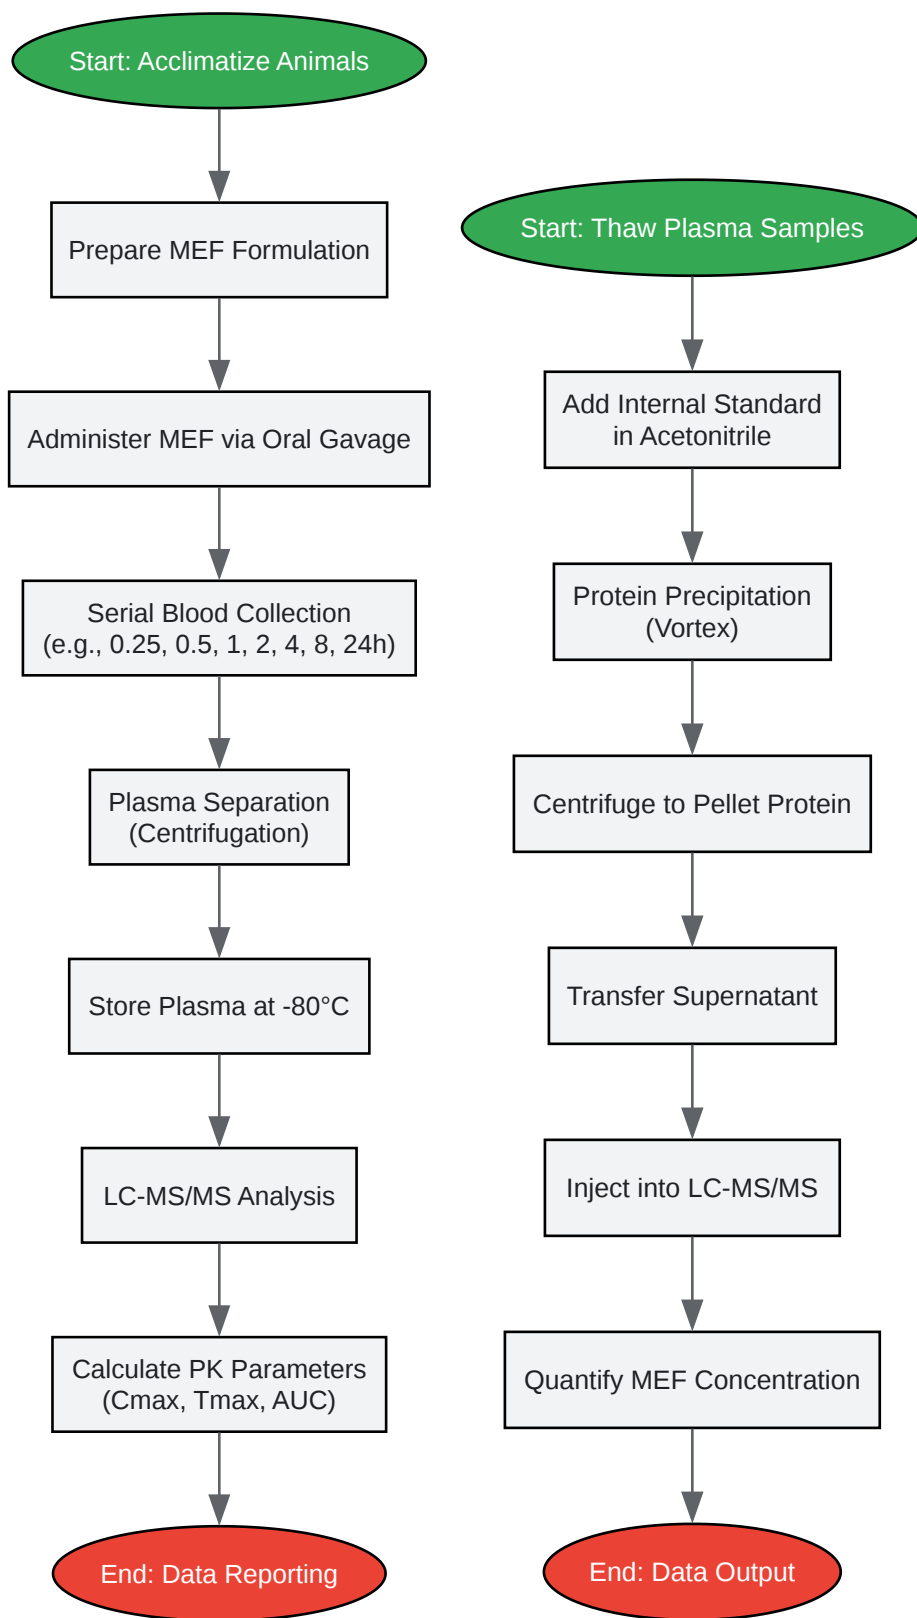 Start: Acclimatize Animals
Prepare MEF Formulation
Administer MEF via Oral Gavage
Serial Blood Collection
(e.g., 0.25, 0.5, 1, 2, 4, 8, 24h)
Plasma Separation
(Centrifugation)
Store Plasma at -80°C
LC-MS/MS Analysis
Calculate PK Parameters
(Cmax, Tmax, AUC)
End: Data Reporting
Start: Thaw Plasma Samples
Add Internal Standard
in Acetonitrile
Protein Precipitation
(Vortex)
Centrifuge to Pellet Protein
Transfer Supernatant
Inject into LC-MS/MS
Quantify MEF Concentration
End: Data Output